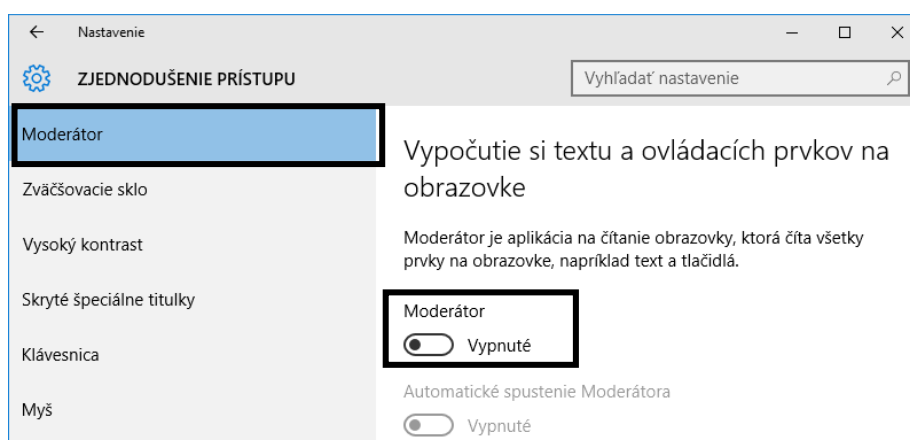 Nastavenie
ZJEDNODUŠENIE PRÍSTUPU
Vyhľadať nastavenie
Moderátor
Zväčšovacie sklo
Vysoký kontrast
Skryté špeciálne titulky
Klávesnica
Myš
Vypočutie si textu a ovládacích prvkov na
obrazovke
Moderátor je aplikácia na čítanie obrazovky, ktorá číta všetky
prvky na obrazovke, napríklad text a tlačidlá.
Moderátor
Vypnuté
Automatické spustenie Moderátora
Vypnuté